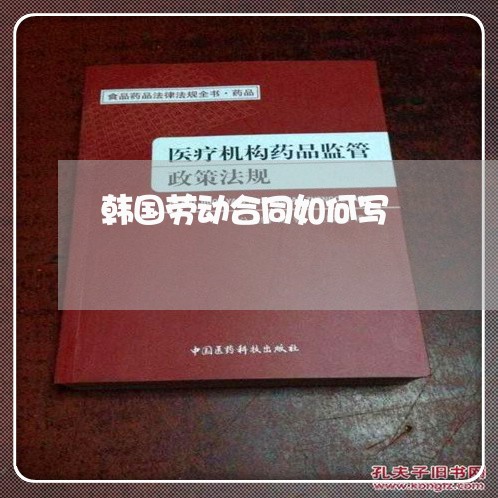 食品药品法律法规全书·药品
医疗机构药品监管
政策法规
韩国劳动合同如何写
中国医药科技出版社
孔夫子旧书网
www.kongfz.com